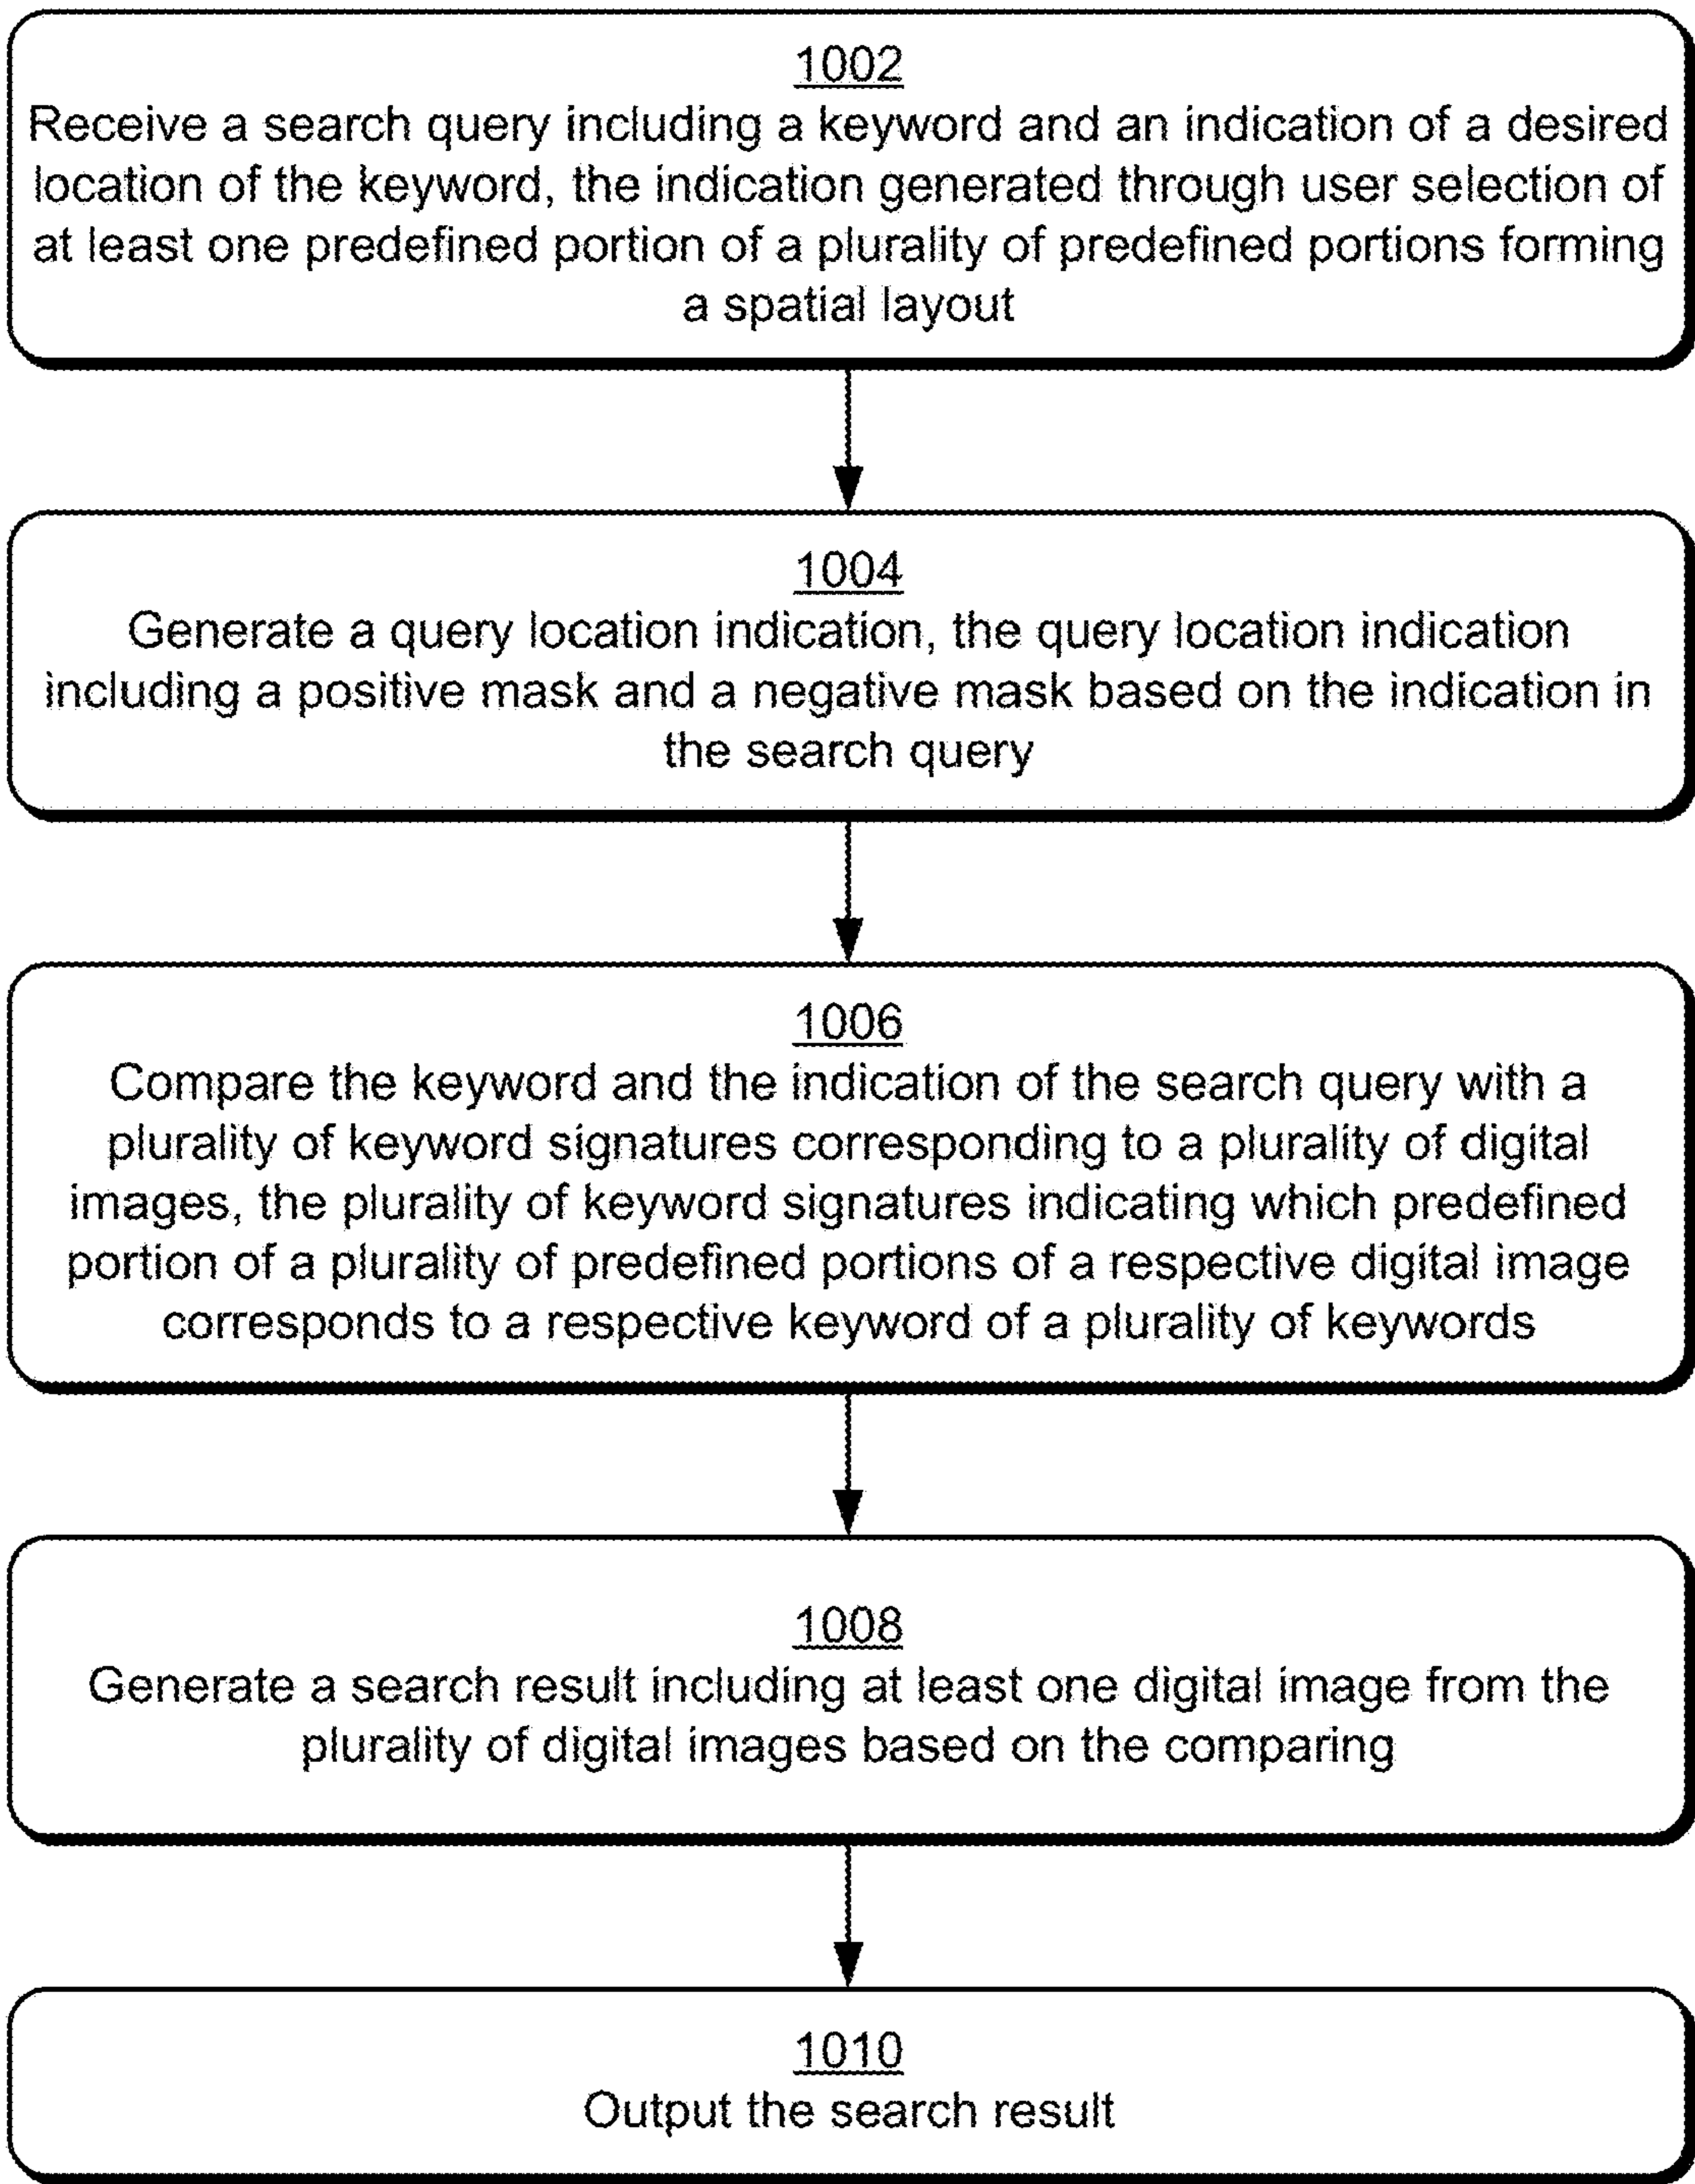 1002
Receive a search query including a keyword and an indication of a desired
location of the keyword, the indication generated through user selection of
at least one predefined portion of a plurality of predefined portions forming
a spatial layout
1004
Generate a query location indication, the query location indication
including a positive mask and a negative mask based on the indication in
the search query
1006
Compare the keyword and the indication of the search query with a
plurality of keyword signatures corresponding to a plurality of digital
images, the plurality of keyword signatures indicating which predefined
portion of a plurality of predefined portions of a respective digital image
corresponds to a respective keyword of a plurality of keywords
1008
Generate a search result including at least one digital image from the
plurality of digital images based on the comparing
1010
Output the search result